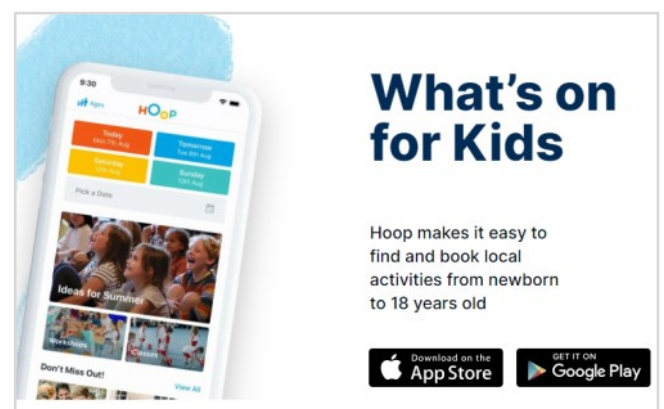 9:30
Ages
HOOP
Today
Mon 7th Aug
Tomorrow
Tue 8th Aug
Saturday
Sunday
Pick a Date
Ideas for Summer
Workshops
Classes
Don't Miss Out!
View All
What's on
for Kids
Hoop makes it easy to
find and book local
activities from newborn
to 18 years old
Download on the
App Store
GET IT ON
Google Play